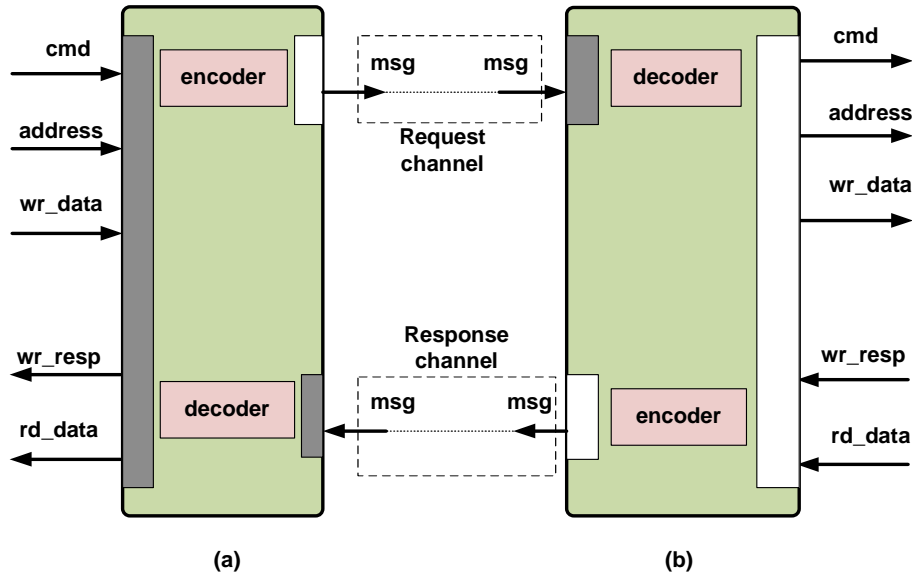 cmd
encoder
msg
msg
decoder
cmd
address
Request
channel
address
wr_data
wr_data
Response
channel
wr_resp
wr_resp
decoder
msg
msg
encoder
rd_data
rd_data
(a)
(b)